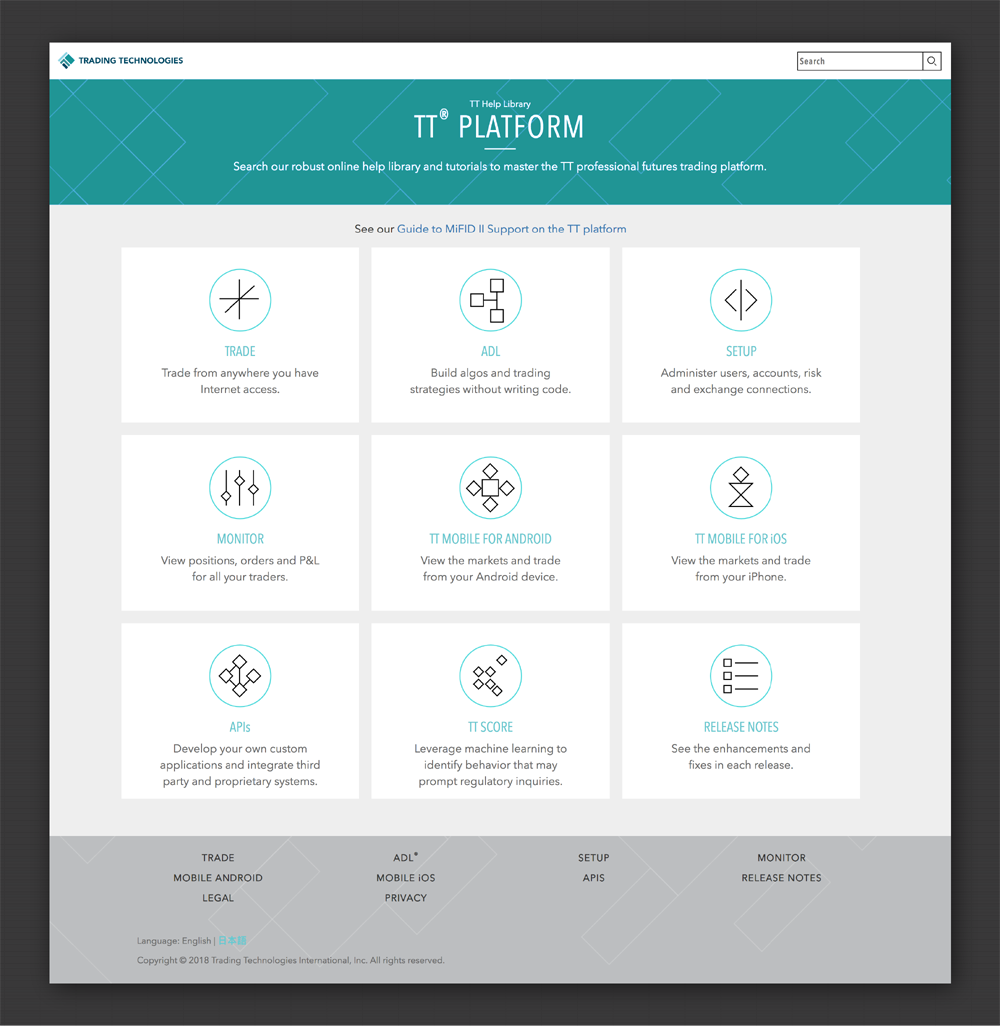 TRADING TECHNOLOGIES
Search
TT Help Library
TT® PLATFORM
Search our robust online help library and tutorials to master the TT professional futures trading platform.
See our Guide to MiFID II Support on the TT platform
TRADE
Trade from anywhere you have
Internet access.
ADL
Build algos and trading
strategies without writing code.
SETUP
Administer users, accounts, risk
and exchange connections.
MONITOR
View positions, orders and P&L
for all your traders.
TT MOBILE FOR ANDROID
View the markets and trade
from your Android device.
TT MOBILE FOR iOS
View the markets and trade
from your iPhone.
APIs
Develop your own custom
applications and integrate third
party and proprietary systems.
TT SCORE
Leverage machine learning to
identify behavior that may
prompt regulatory inquiries.
RELEASE NOTES
See the enhancements and
fixes in each release.
TRADE ADL® SETUP MONITOR
MOBILE ANDROID MOBILE iOS APIS RELEASE NOTES
LEGAL PRIVACY
Language: English | 日本語
Copyright © 2018 Trading Technologies International, Inc. All rights reserved.